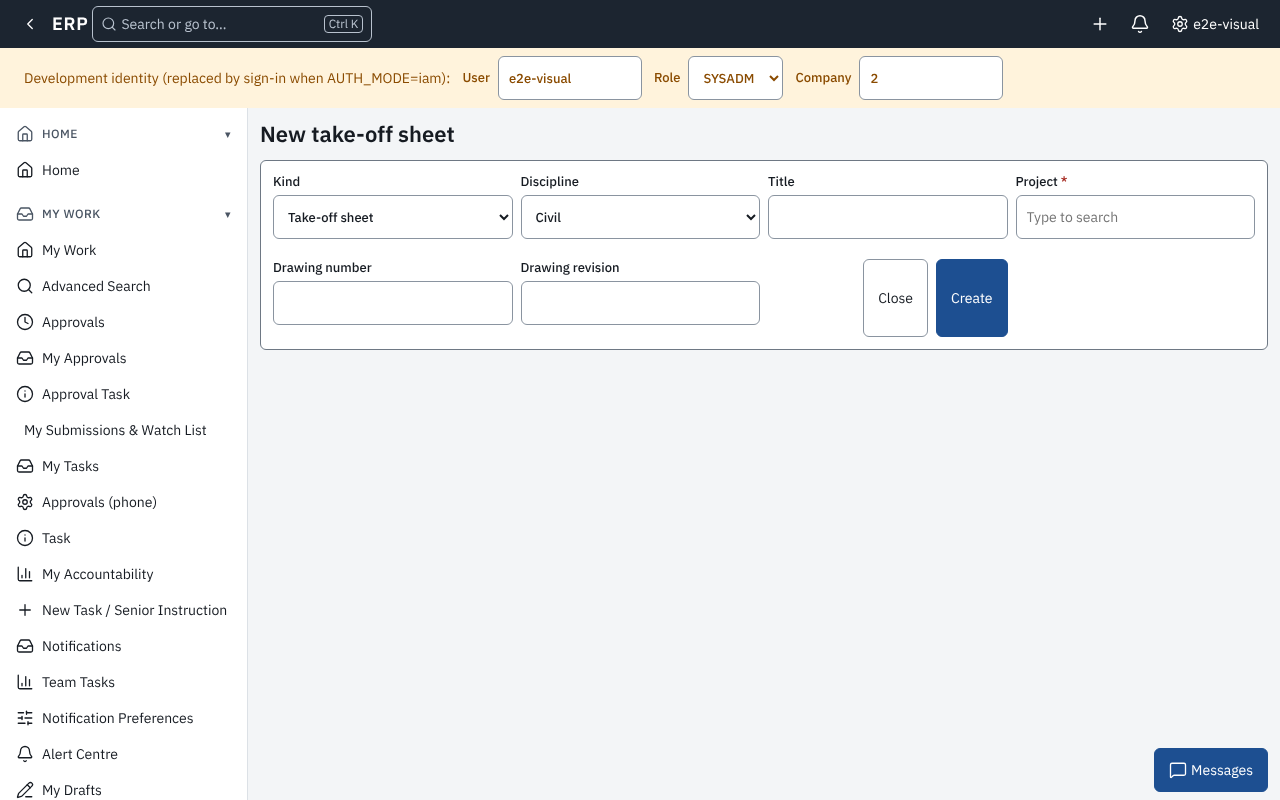 ERP Search or go to... Ctrl K e2e-visual
Development identity (replaced by sign-in when AUTH_MODE=iam): User e2e-visual Role SYSADM Company 2
HOME
Home
MY WORK
My Work
Advanced Search
Approvals
My Approvals
Approval Task
My Submissions & Watch List
My Tasks
Approvals (phone)
Task
My Accountability
New Task / Senior Instruction
Notifications
Team Tasks
Notification Preferences
Alert Centre
My Drafts
New take-off sheet
Kind Discipline Title Project *
Take-off sheet Civil Type to search
Drawing number Drawing revision
Close Create
Messages